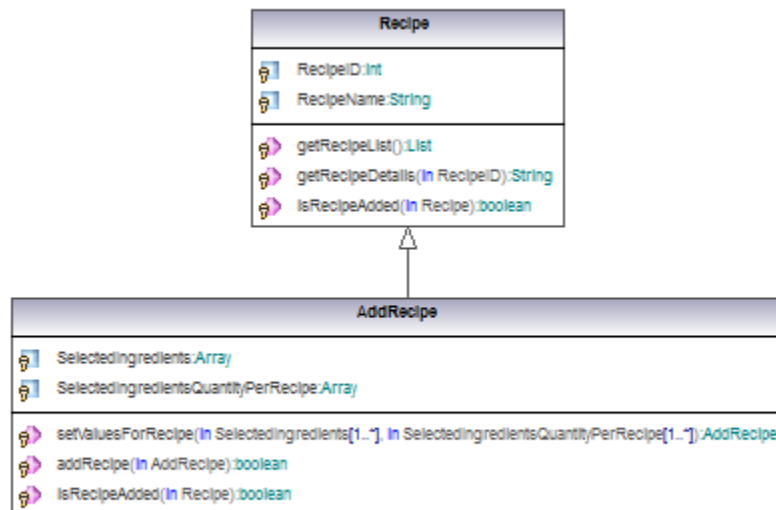 Recipe
RecipeID:int
RecipeName:String
getRecipeList():List
getRecipeDetails(in RecipeID):String
isRecipeAdded(in Recipe):boolean
AddRecipe
SelectedIngredients:Array
SelectedIngredientsQuantityPerRecipe:Array
setValuesForRecipe(in SelectedIngredients[1..*], in SelectedIngredientsQuantityPerRecipe[1..*]):AddRecipe
addRecipe(in AddRecipe):boolean
isRecipeAdded(in Recipe):boolean